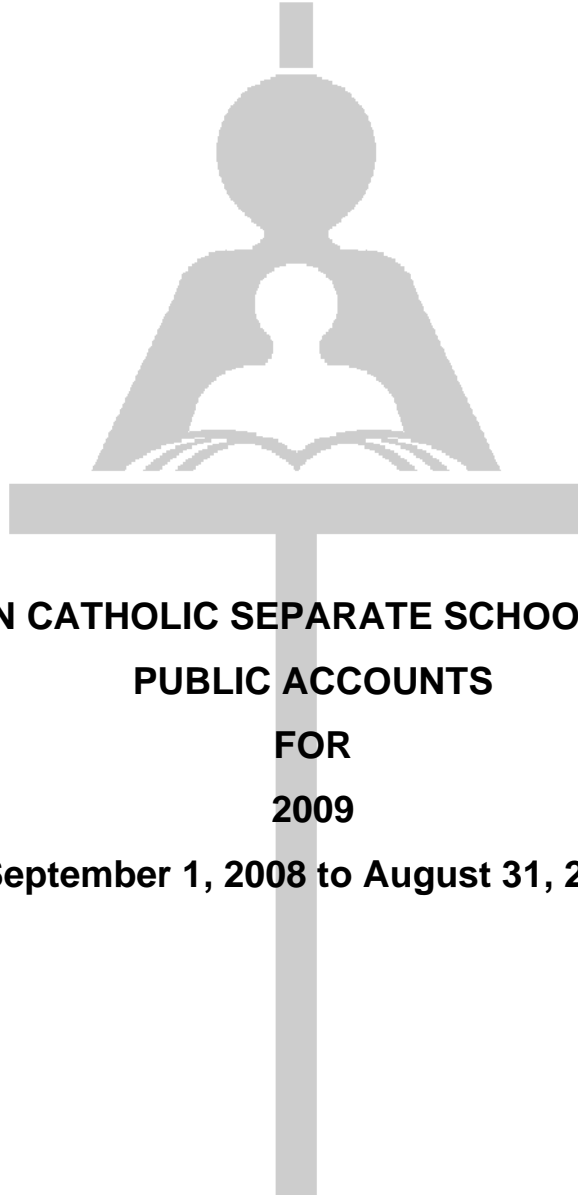 N CATHOLIC SEPARATE SCHOO
PUBLIC ACCOUNTS
FOR
2009
September 1, 2008 to August 31, 2